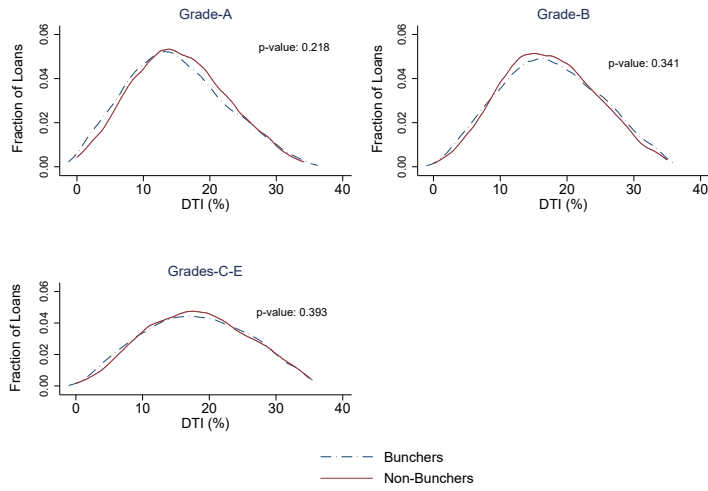 Grade-A
Fraction of Loans
0.00 0.02 0.04 0.06
p-value: 0.218
0 10 20 30 40
DTI (%)
Grade-B
Fraction of Loans
0.00 0.02 0.04 0.06
p-value: 0.341
0 10 20 30 40
DTI (%)
Grades-C-E
Fraction of Loans
0.00 0.02 0.04 0.06
p-value: 0.393
0 10 20 30 40
DTI (%)
Bunchers
Non-Bunchers